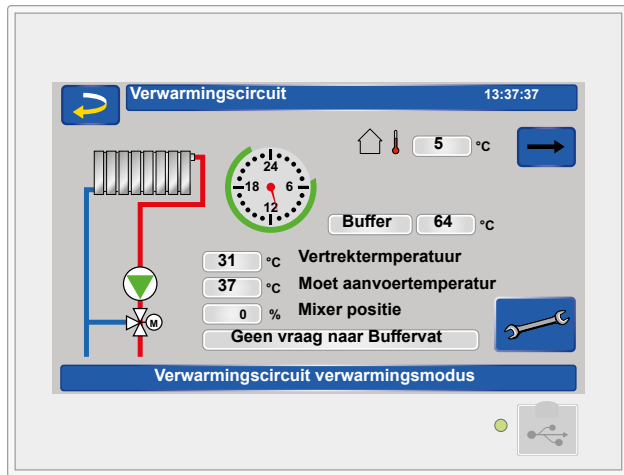 Verwarmingscircuit 13:37:37
5 °C
24
18 6
12
Buffer 64 °C
31 °C Vertrektermperatuur
37 °C Moet aanvoertemperatur
0 % Mixer positie
M
Geen vraag naar Buffervat
Verwarmingscircuit verwarmingsmodus